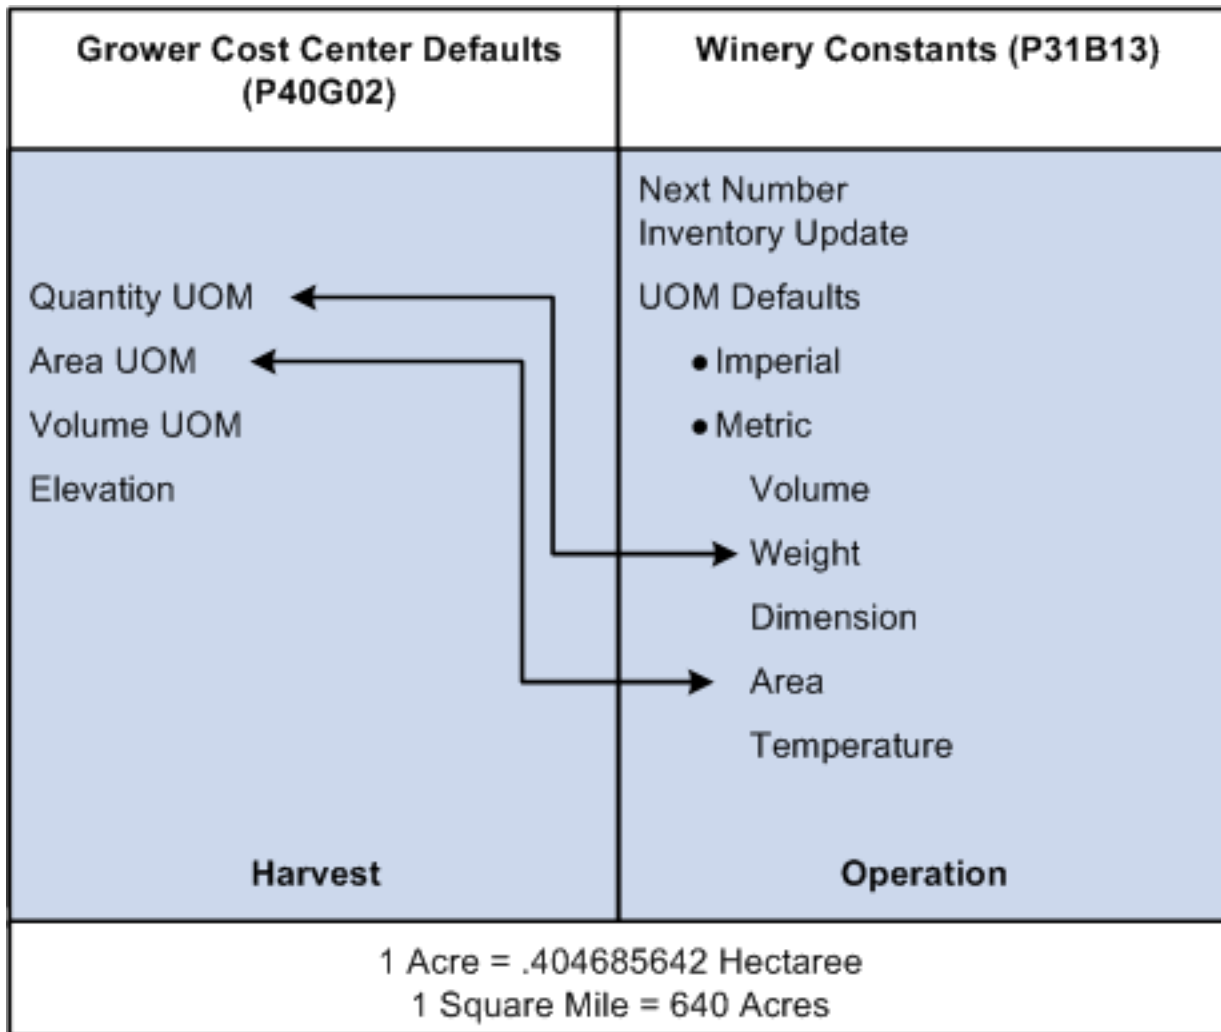 Grower Cost Center Defaults
(P40G02)
Winery Constants (P31B13)
Quantity UOM
Area UOM
Volume UOM
Elevation
Harvest
Next Number
Inventory Update
UOM Defaults
• Imperial
• Metric
Volume
Weight
Dimension
Area
Temperature
Operation
1 Acre = .404685642 Hectaree
1 Square Mile = 640 Acres